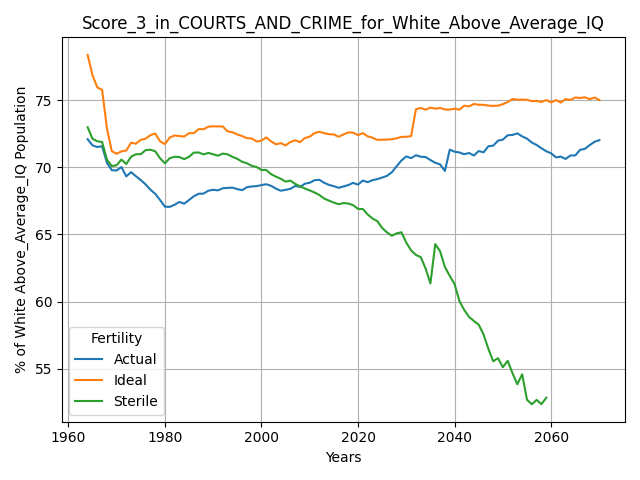 Score_3_in_COURTS_AND_CRIME_for_White_Above_Average_IQ
% of White Above_Average_IQ Population
75
70
65
60
55
Fertility
Actual
Ideal
Sterile
1960 1980 2000 2020 2040 2060
Years